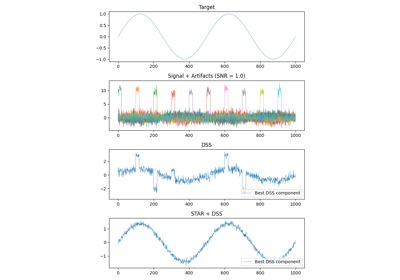 Target
1.0
0.5
0.0
−0.5
−1.0
0 200 400 600 800 1000
Signal + Artifacts (SNR = 1.0)
10
5
0
0 200 400 600 800 1000
DSS
2
0
−2
Best DSS component
0 200 400 600 800 1000
STAR + DSS
1
0
−1
Best DSS component
0 200 400 600 800 1000